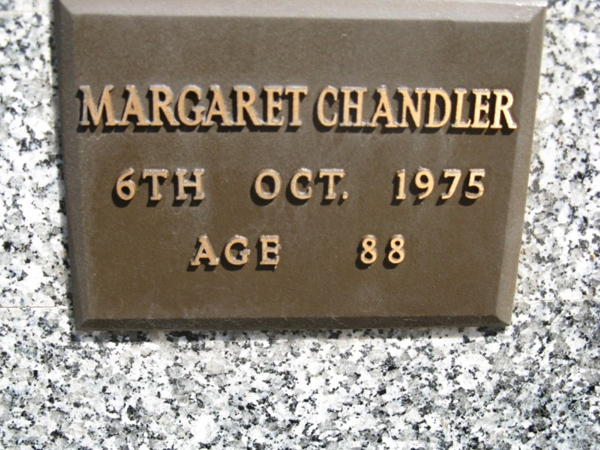 MARGARET CHANDLER
6TH OCT. 1975
AGE 88